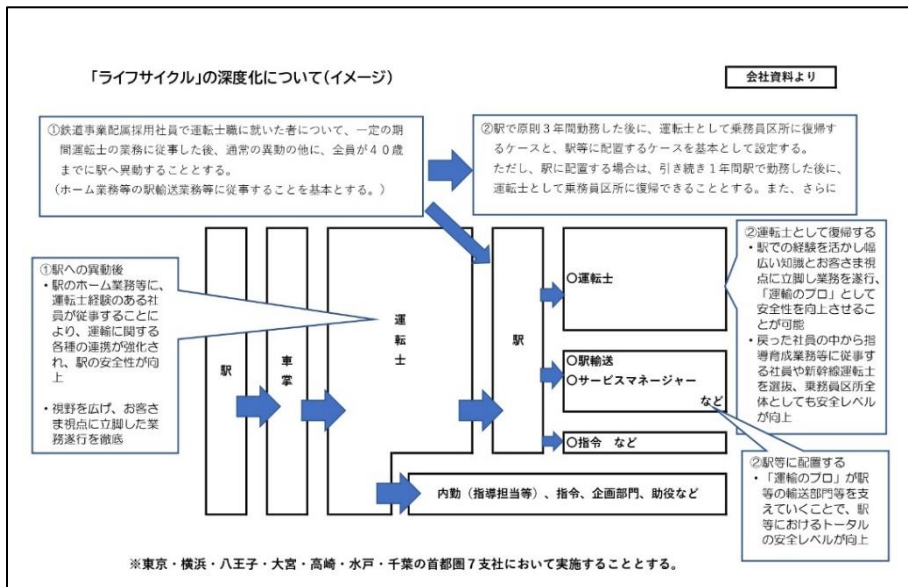 「ライフサイクル」の深度化について(イメージ)
会社資料より
①鉄道事業配属採用社員で運転士職に就いた者について、一定の期
間運転士の業務に従事した後、通常の異動の他に、全員が40歳
までに駅へ異動することとする。
(ホーム業務等の駅輸送業務等に従事することを基本とする。)
②駅で原則3年間勤務した後に、運転士として乗務員区所に復帰す
るケースと、駅等に配置するケースを基本として設定する。
ただし、駅に配置する場合は、引き続き1年間駅で勤務した後に、
運転士として乗務員区所に復帰できることとする。また、さらに
①駅への異動後
・駅のホーム業務等に、
運転士経験のある社
員が従事することに
より、運輸に関する
各種の連携が強化さ
れ、駅の安全性が向
上
・視野を広げ、お客さ
ま視点に立脚した業
務遂行を徹底
駅
車掌
運転士
駅
○運転士
○駅輸送
○サービスマネージャー
など
○指令 など
内勤(指導担当等)、指令、企画部門、助役など
②運転士として復帰する
・駅での経験を活かし幅
広い知識とお客さま視
点に立脚し業務を遂行、
「運輸のプロ」として
安全性を向上させるこ
とが可能
・戻った社員の中から指
導育成業務等に従事す
る社員や新幹線運転士
を選抜、乗務員区所全
体としても安全レベル
が向上
②駅等に配置する
・「運輸のプロ」が駅
等の輸送部門等を支
えていくことで、駅
等におけるトータル
の安全レベルが向上
※東京・横浜・八王子・大宮・高崎・水戸・千葉の首都圏7支社において実施することとする。